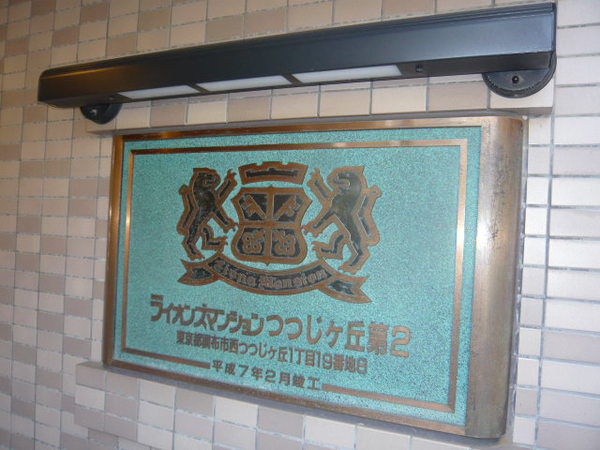 Lions Mansion
ライオンズマンションつつじヶ丘第2
東京都調布市西つつじヶ丘1丁目19番地8
平成7年2月竣工